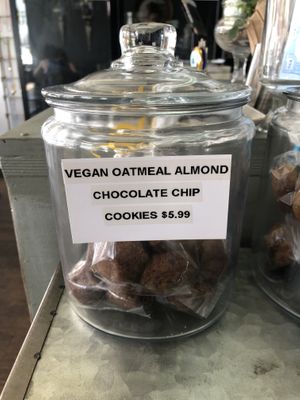 VEGAN OATMEAL ALMOND
CHOCOLATE CHIP
COOKIES $5.99